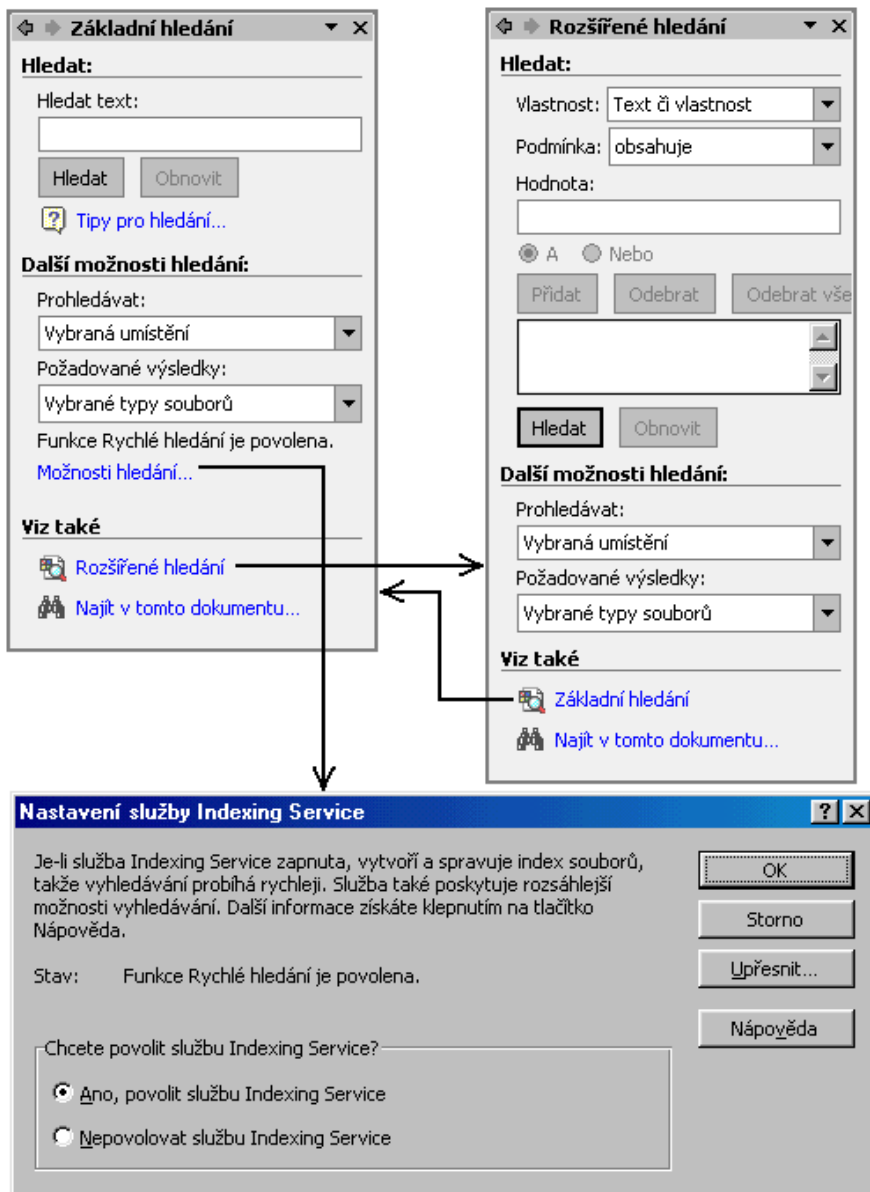 Základní hledání
Hledat:
Hledat text:
Hledat
Obnovit
Tipy pro hledání...
Další možnosti hledání:
Prohledávat:
Vybraná umístění
Požadované výsledky:
Vybrané typy souborů
Funkce Rychlé hledání je povolena.
Možnosti hledání...
Viz také
Rozšířené hledání
Najít v tomto dokumentu...
Rozšířené hledání
Hledat:
Vlastnost: Text či vlastnost
Podmínka: obsahuje
Hodnota:
A Nebo
Přidat Odebrat Odebrat vše
Hledat Obnovit
Další možnosti hledání:
Prohledávat:
Vybraná umístění
Požadované výsledky:
Vybrané typy souborů
Viz také
Základní hledání
Najít v tomto dokumentu...
Nastavení služby Indexing Service
Je-li služba Indexing Service zapnuta, vytvoří a spravuje index souborů,
takže vyhledávání probíhá rychleji. Služba také poskytuje rozsáhlejší
možnosti vyhledávání. Další informace získáte klepnutím na tlačítko
Nápověda.
Stav: Funkce Rychlé hledání je povolena.
Chcete povolit službu Indexing Service?
Ano, povolit službu Indexing Service
Nepovolovat službu Indexing Service
OK
Storno
Upřesnit...
Nápověda